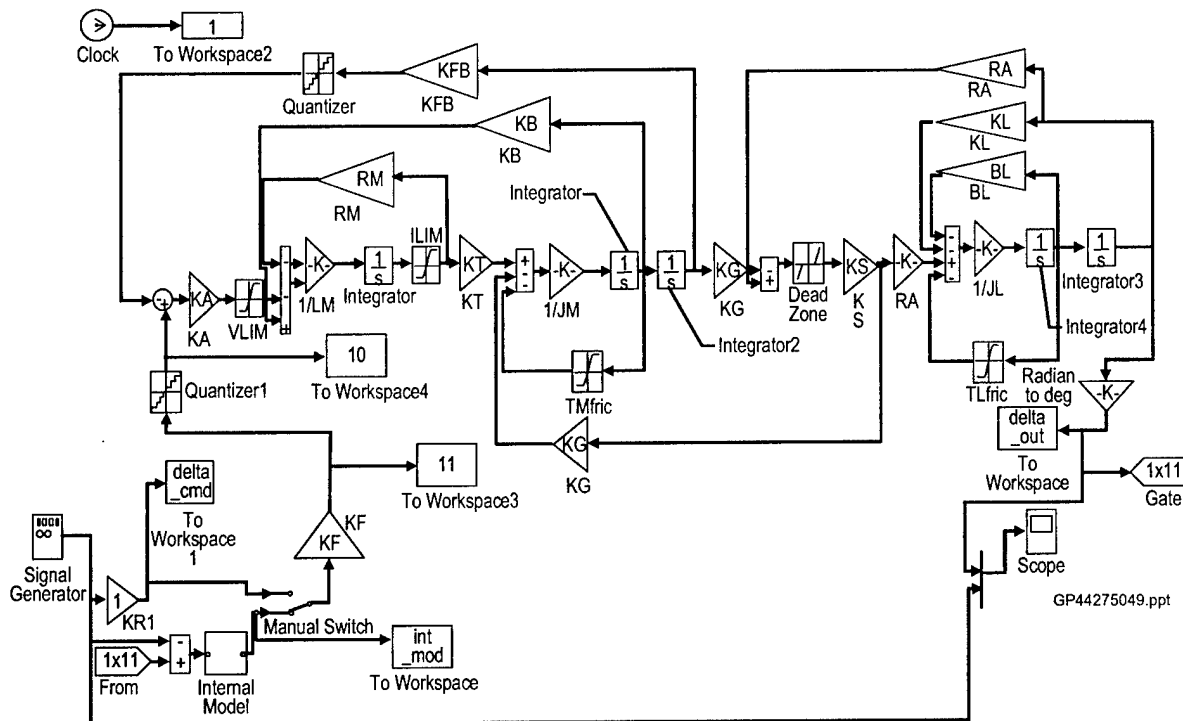 Clock
1
To Workspace2
Quantizer
KFB
KFB
RA
RA
KB
KB
KL
KL
BL
BL
RM
RM
Integrator
ILIM
-K-
1/LM
1
s
Integrator
KT
KT
+
-
-K-
1/JM
1
s
1
s
Integrator2
KG
KG
-
+
Dead
Zone
KS
K
S
-K-
RA
-
-
+
-K-
1/JL
1
s
1
s
Integrator3
Integrator4
-
+
KA
KA
VLIM
-
-
+
10
To Workspace4
Quantizer1
TMfric
TLfric
Radian
to deg
-K-
KG
KG
delta
_out
To
Workspace
1x11
Gate
11
To Workspace3
delta
_cmd
To
Workspace
1
KF
KF
Signal
Generator
1
KR1
Manual Switch
Scope
GP44275049.ppt
-
+
1x11
From
Internal
Model
int
_mod
To Workspace